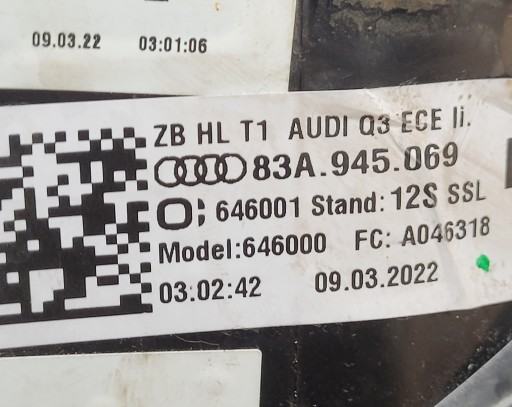 09.03.22 03:01:06
ZB HL T1 AUDI Q3 ECE li.
83A.945.069
646001 Stand: 12S SSL
Model:646000 FC: A046318
03:02:42 09.03.2022